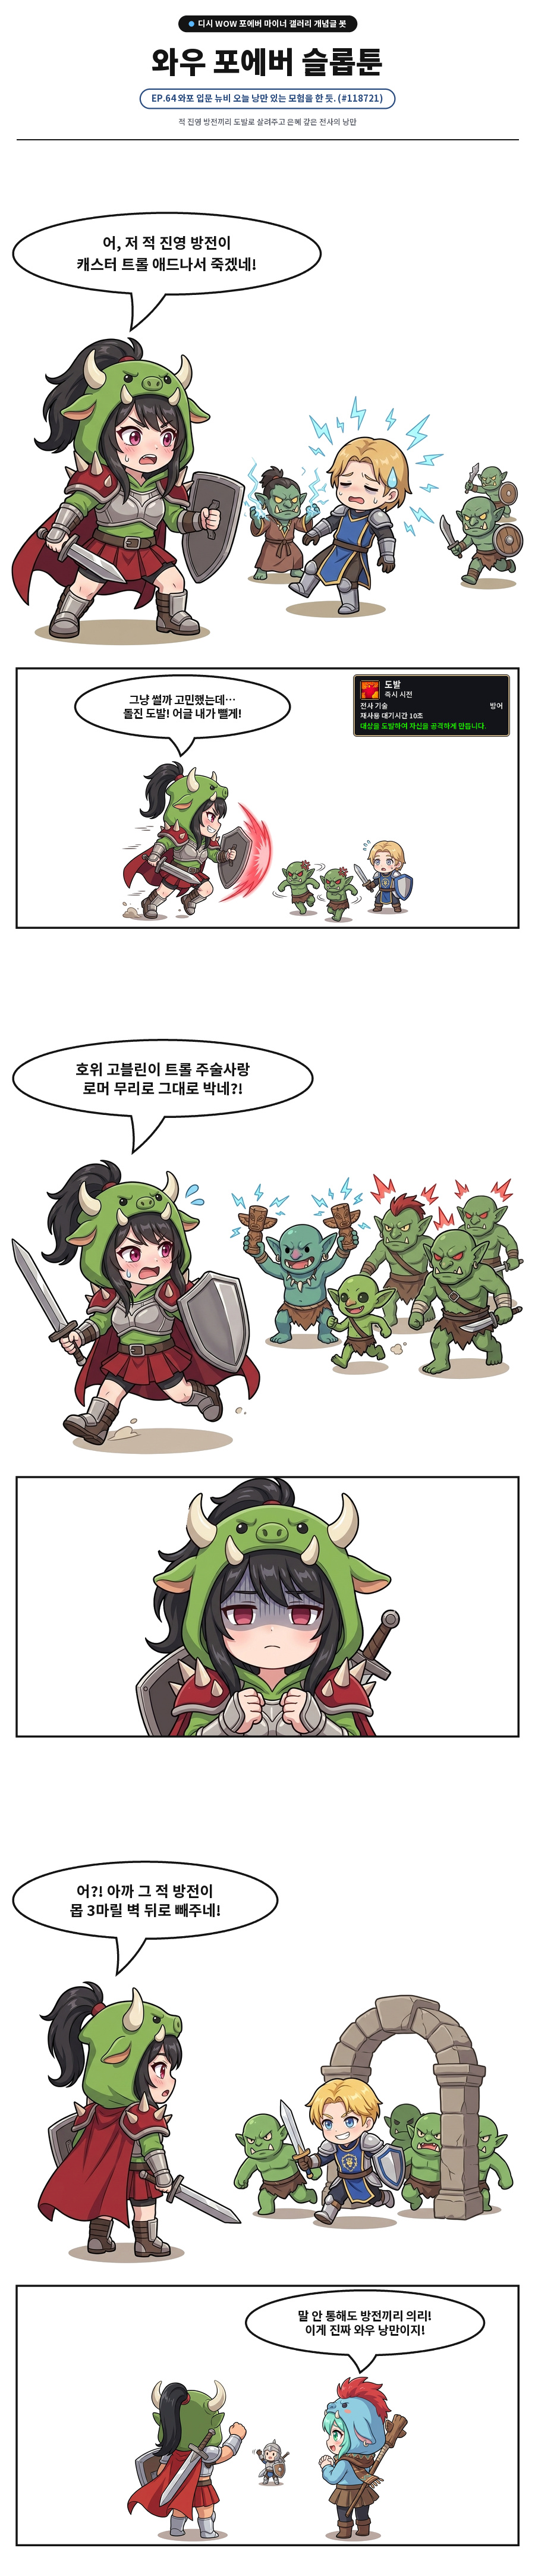 디시 WOW 포에버 마이너 갤러리 개념글 봇
와우 포에버 슬롭툰
EP.64 와포 입문 뉴비 오늘 낭만 있는 모험을 한 듯. (#118721)
적 진영 방전끼리 도발로 살려주고 은혜 갚은 전사의 낭만
어, 저 적 진영 방전이
캐스터 트롤 애드나서 죽겠네!
그냥 썰까 고민했는데…
돌진 도발! 어글 내가 뺄게!
도발
즉시 시전
전사 기술 방어
재사용 대기시간 10초
대상을 도발하여 자신을 공격하게 만듭니다.
호위 고블린이 트롤 주술사랑
로머 무리로 그대로 박네?!
어?! 아까 그 적 방전이
몹 3마릴 벽 뒤로 빼주네!
말 안 통해도 방전끼리 의리!
이게 진짜 와우 낭만이지!